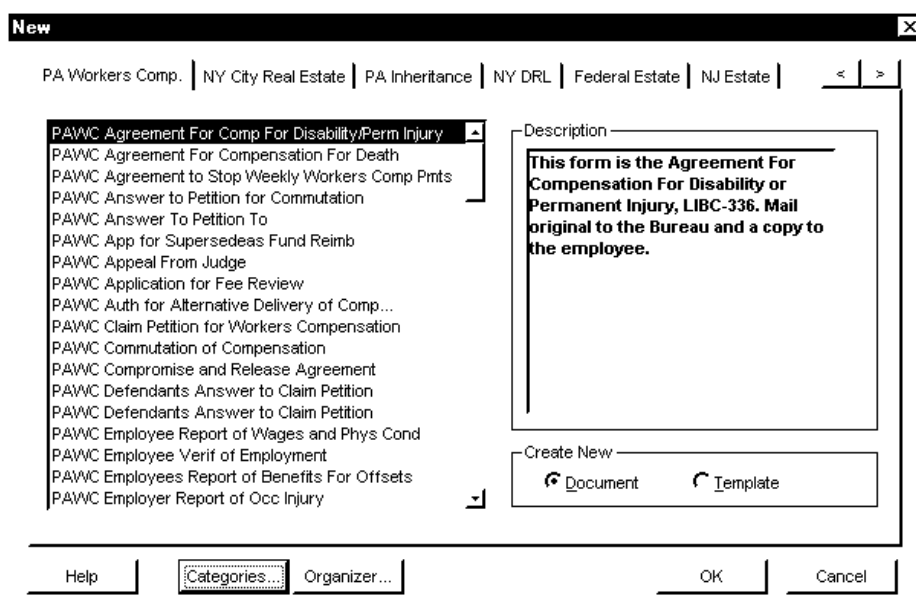 New
PA Workers Comp. NY City Real Estate PA Inheritance NY DRL Federal Estate NJ Estate < >
PAWC Agreement For Comp For Disability/Perm Injury
PAWC Agreement For Compensation For Death
PAWC Agreement to Stop Weekly Workers Comp Pmts
PAWC Answer to Petition for Commutation
PAWC Answer To Petition To
PAWC App for Supersedeas Fund Reimb
PAWC Appeal From Judge
PAWC Application for Fee Review
PAWC Auth for Alternative Delivery of Comp...
PAWC Claim Petition for Workers Compensation
PAWC Commutation of Compensation
PAWC Compromise and Release Agreement
PAWC Defendants Answer to Claim Petition
PAWC Defendants Answer to Claim Petition
PAWC Employee Report of Wages and Phys Cond
PAWC Employee Verif of Employment
PAWC Employees Report of Benefits For Offsets
PAWC Employer Report of Occ Injury
Description
This form is the Agreement For
Compensation For Disability or
Permanent Injury, LIBC-336. Mail
original to the Bureau and a copy to
the employee.
Create New
Document Template
Help Categories... Organizer... OK Cancel